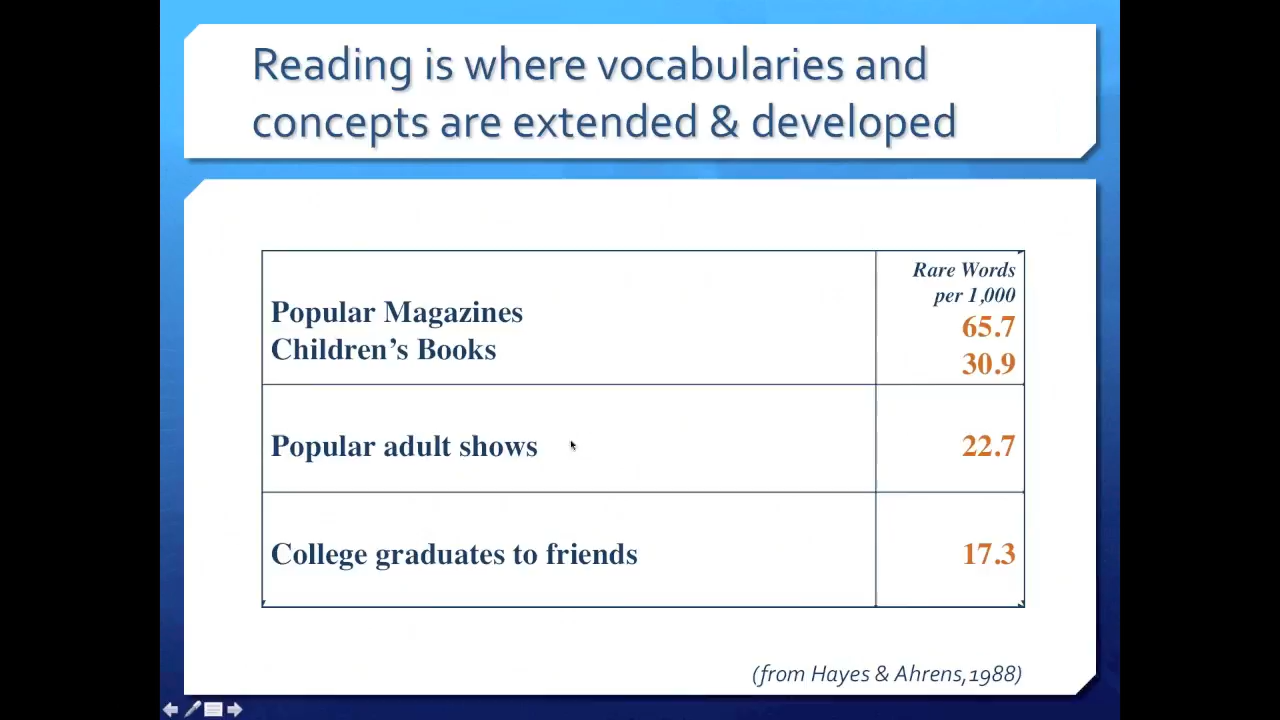 Reading is where vocabularies and
concepts are extended & developed
Rare Words
per 1,000
Popular Magazines 65.7
Children’s Books 30.9
Popular adult shows 22.7
College graduates to friends 17.3
(from Hayes & Ahrens,1988)